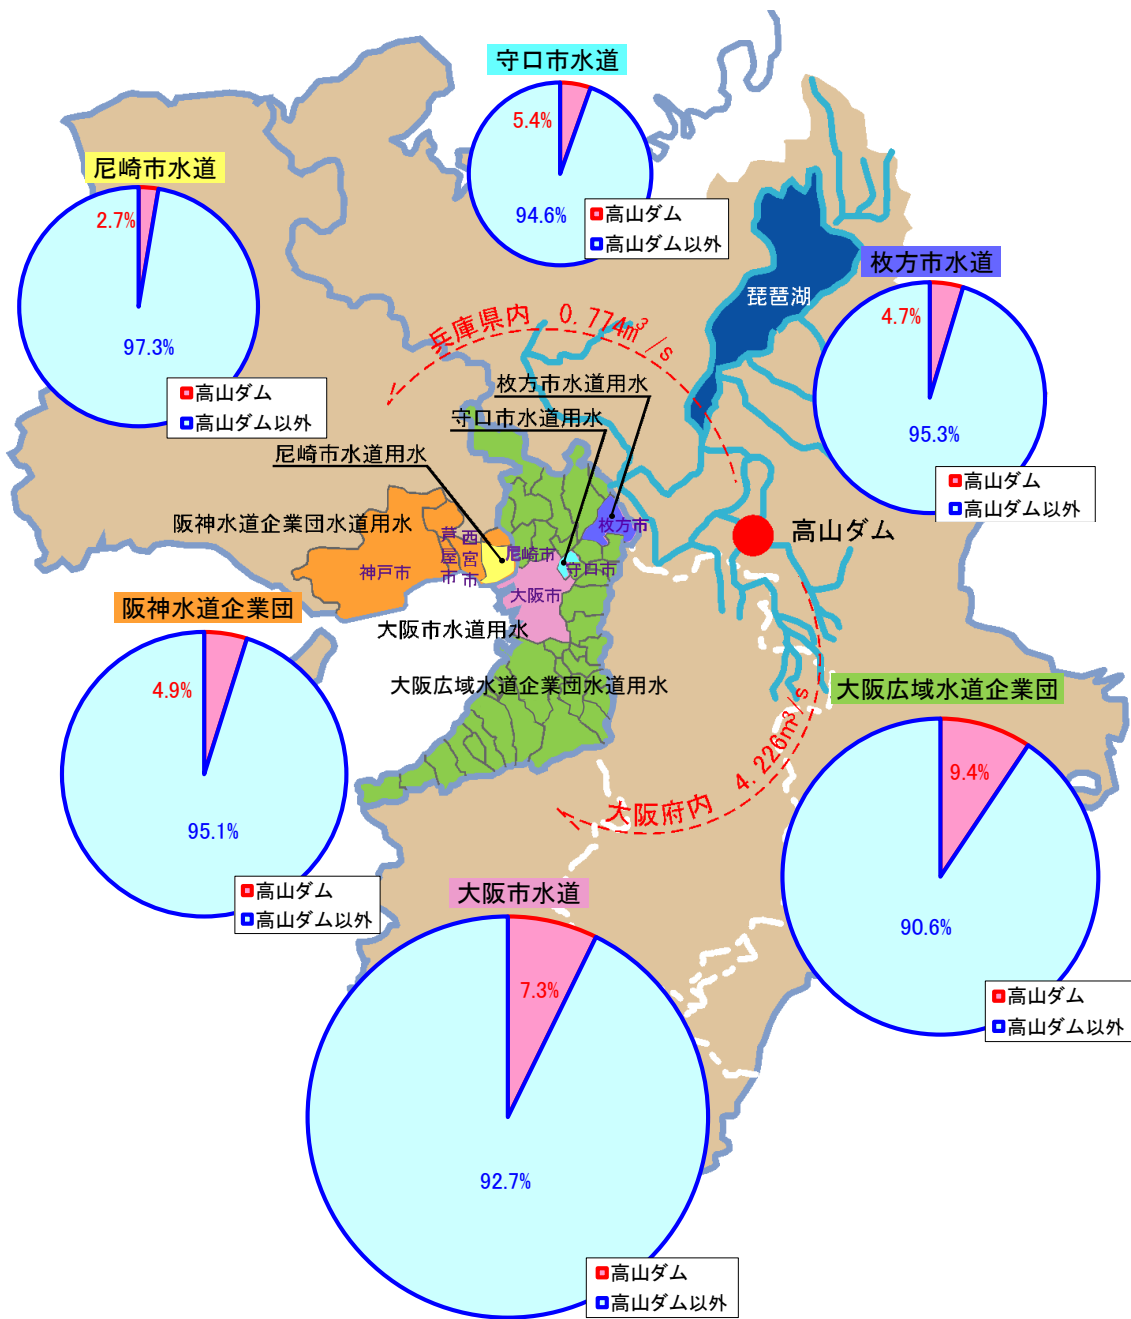 守口市水道
5.4%
94.6%
高山ダム
高山ダム以外
尼崎市水道
2.7%
97.3%
高山ダム
高山ダム以外
枚方市水道
4.7%
95.3%
高山ダム
高山ダム以外
琵琶湖
兵庫県内 0.774m³/s
枚方市水道用水
守口市水道用水
尼崎市水道用水
阪神水道企業団水道用水
芦屋市
西宮市
尼崎市
枚方市
守口市
神戸市
大阪市
高山ダム
大阪市水道用水
大阪広域水道企業団水道用水
大阪府内 4.226m³/s
阪神水道企業団
4.9%
95.1%
高山ダム
高山ダム以外
大阪広域水道企業団
9.4%
90.6%
高山ダム
高山ダム以外
大阪市水道
7.3%
92.7%
高山ダム
高山ダム以外